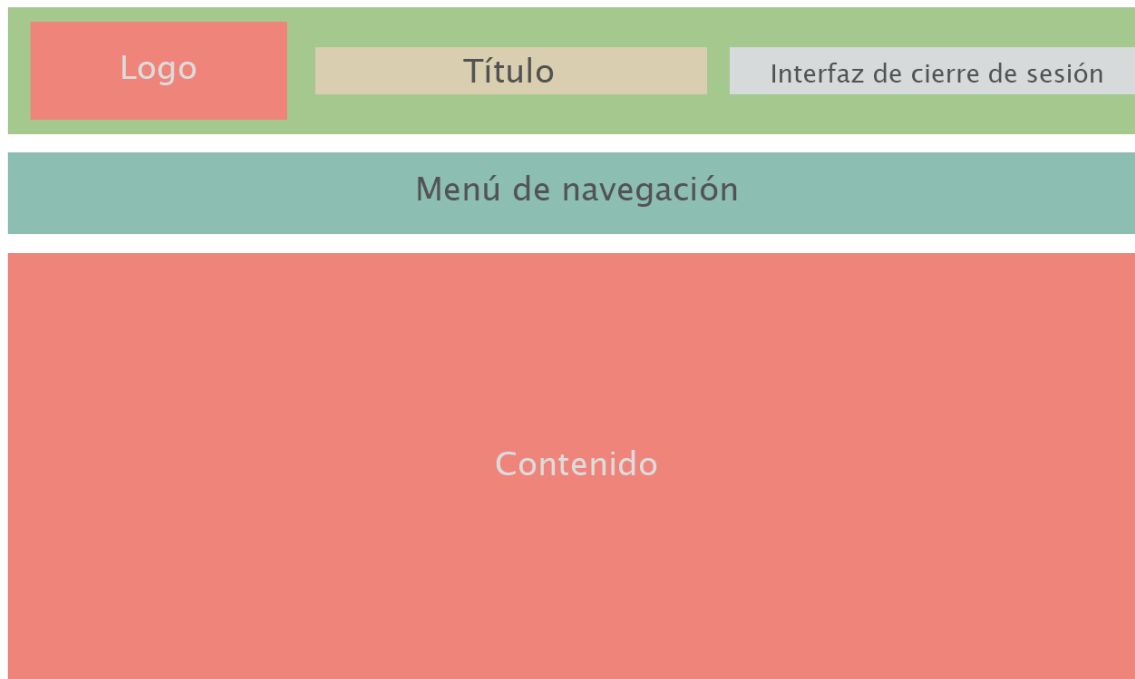 Logo
Título
Interfaz de cierre de sesión
Menú de navegación
Contenido